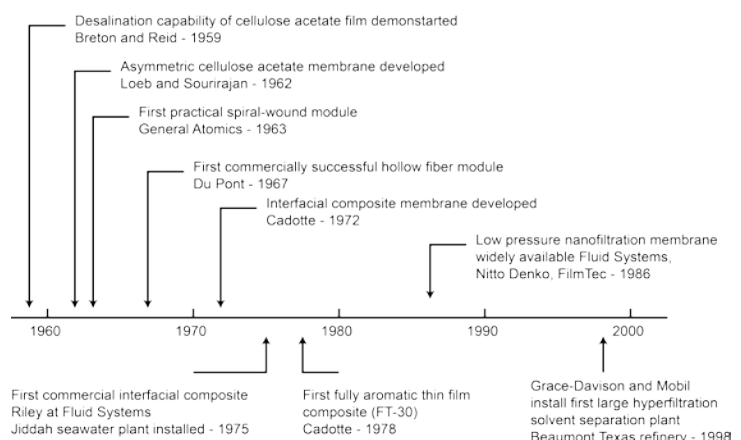 Desalination capability of cellulose acetate film demonstarted
Breton and Reid - 1959
Asymmetric cellulose acetate membrane developed
Loeb and Sourirajan - 1962
First practical spiral-wound module
General Atomics - 1963
First commercially successful hollow fiber module
Du Pont - 1967
Interfacial composite membrane developed
Cadotte - 1972
Low pressure nanofiltration membrane
widely available Fluid Systems,
Nitto Denko, FilmTec - 1986
1960 1970 1980 1990 2000
First commercial interfacial composite
Riley at Fluid Systems
Jiddah seawater plant installed - 1975
First fully aromatic thin film
composite (FT-30)
Cadotte - 1978
Grace-Davison and Mobil
install first large hyperfiltration
solvent separation plant
Beaumont Texas refinery - 1998